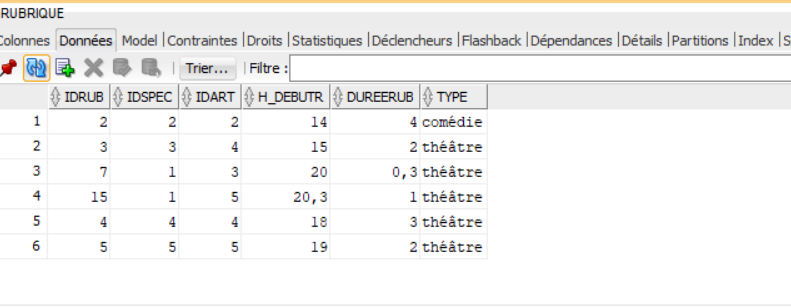 RUBRIQUE
Colonnes Données Model Contraintes Droits Statistiques Déclencheurs Flashback Dépendances Détails Partitions Index S
Trier... Filtre :
IDRUB IDSPEC IDART H_DEBUTR DUREERUB TYPE
1 2 2 2 14 4 comédie
2 3 3 4 15 2 théâtre
3 7 1 3 20 0,3 théâtre
4 15 1 5 20,3 1 théâtre
5 4 4 4 18 3 théâtre
6 5 5 5 19 2 théâtre